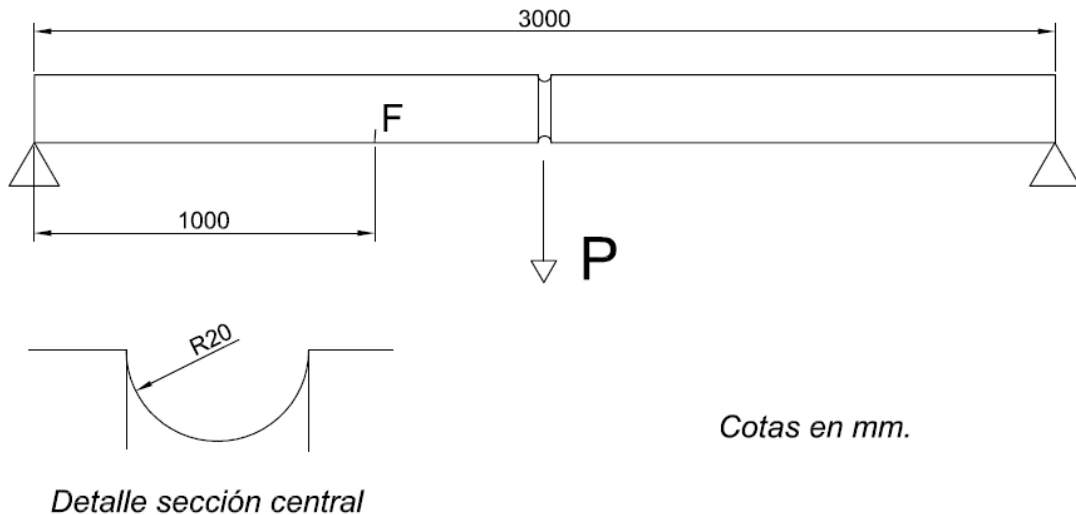 3000
F
1000
P
R20
Cotas en mm.
Detalle sección central